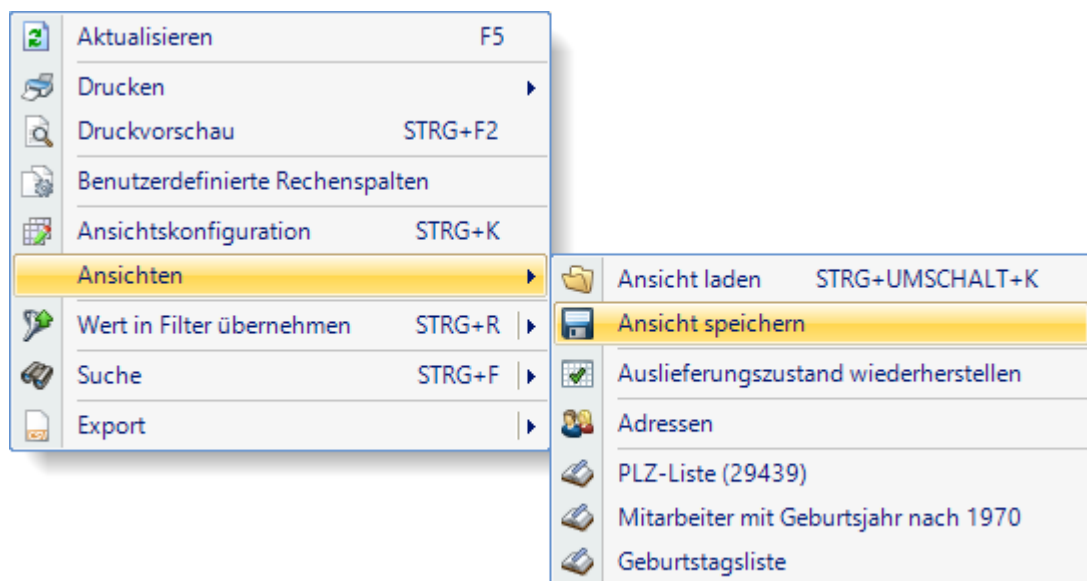 Aktualisieren F5
Drucken
Druckvorschau STRG+F2
Benutzerdefinierte Rechenspalten
Ansichtskonfiguration STRG+K
Ansichten
Wert in Filter übernehmen STRG+R
Suche STRG+F
Export
Ansicht laden STRG+UMSCHALT+K
Ansicht speichern
Auslieferungszustand wiederherstellen
Adressen
PLZ-Liste (29439)
Mitarbeiter mit Geburtsjahr nach 1970
Geburtstagsliste